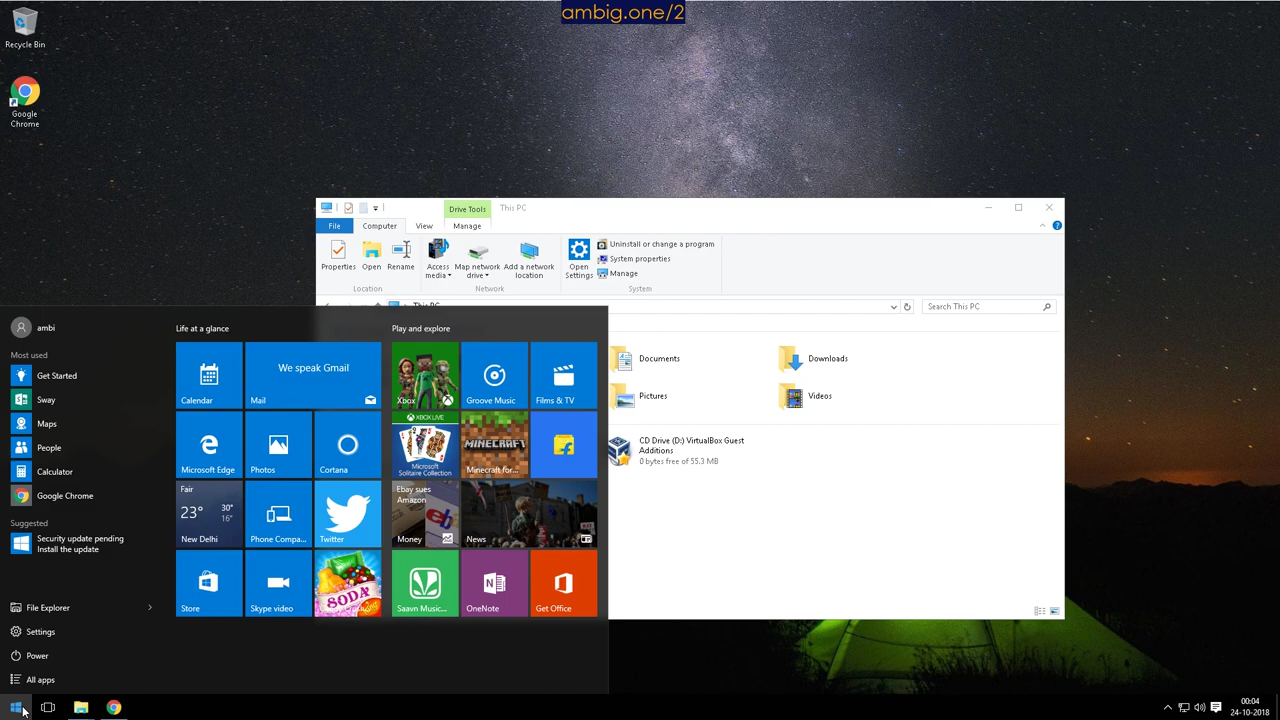 ambig.one/2
Recycle Bin
Google
Chrome
Drive Tools
This PC
File
Computer
View
Manage
Properties
Open
Rename
Access
media
Map network
drive
Add a network
location
Open
Settings
Uninstall or change a program
System properties
Manage
Location
Network
System
This PC
Search This PC
Documents
Downloads
Pictures
Videos
CD Drive (D:) VirtualBox Guest
Additions
0 bytes free of 55.3 MB
ambi
Most used
Get Started
Sway
Maps
People
Calculator
Google Chrome
Suggested
Security update pending
Install the update
File Explorer
Settings
Power
All apps
Life at a glance
Calendar
We speak Gmail
Mail
Microsoft Edge
Photos
Cortana
Fair
23°
30°
16°
New Delhi
Phone Compa...
Twitter
Store
Skype video
SODA
Play and explore
Xbox
Groove Music
Films & TV
XBOX LIVE
Microsoft
Solitaire Collection
MINECRAFT
Minecraft for...
Ebay sues
Amazon
Money
News
Saavn Music...
OneNote
Get Office
00:04
24-10-2018